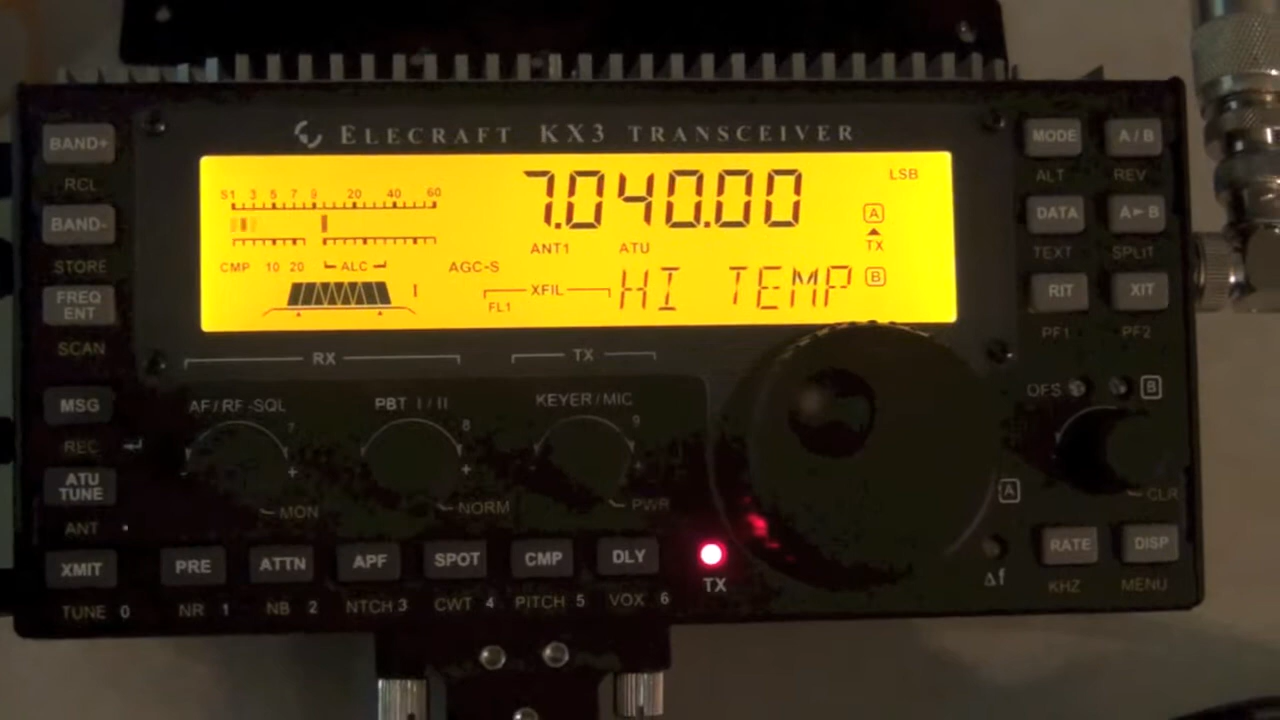 ELECRAFT KX3 TRANSCEIVER
BAND+
RCL
BAND-
STORE
FREQ
ENT
SCAN
MSG
REC
ATU
TUNE
ANT
XMIT
TUNE 0
S1 3 5 7 9 20 40 60
7.040.00
LSB
A
TX
B
ANT1 ATU
CMP 10 20 ALC
AGC-S
XFIL
FL1
I
HI TEMP
RX
TX
AF/RF-SQL
PBT I/II
KEYER/MIC
7
8
9
+
+
MON
NORM
PWR
PRE
ATTN
APF
SPOT
CMP
DLY
TX
NR 1
NB 2
NTCH 3
CWT 4
PITCH 5
VOX 6
MODE
A/B
ALT
REV
DATA
A►B
TEXT
SPLIT
RIT
XIT
PF1
PF2
OFS
B
A
CLR
RATE
DISP
Δf
KHZ
MENU